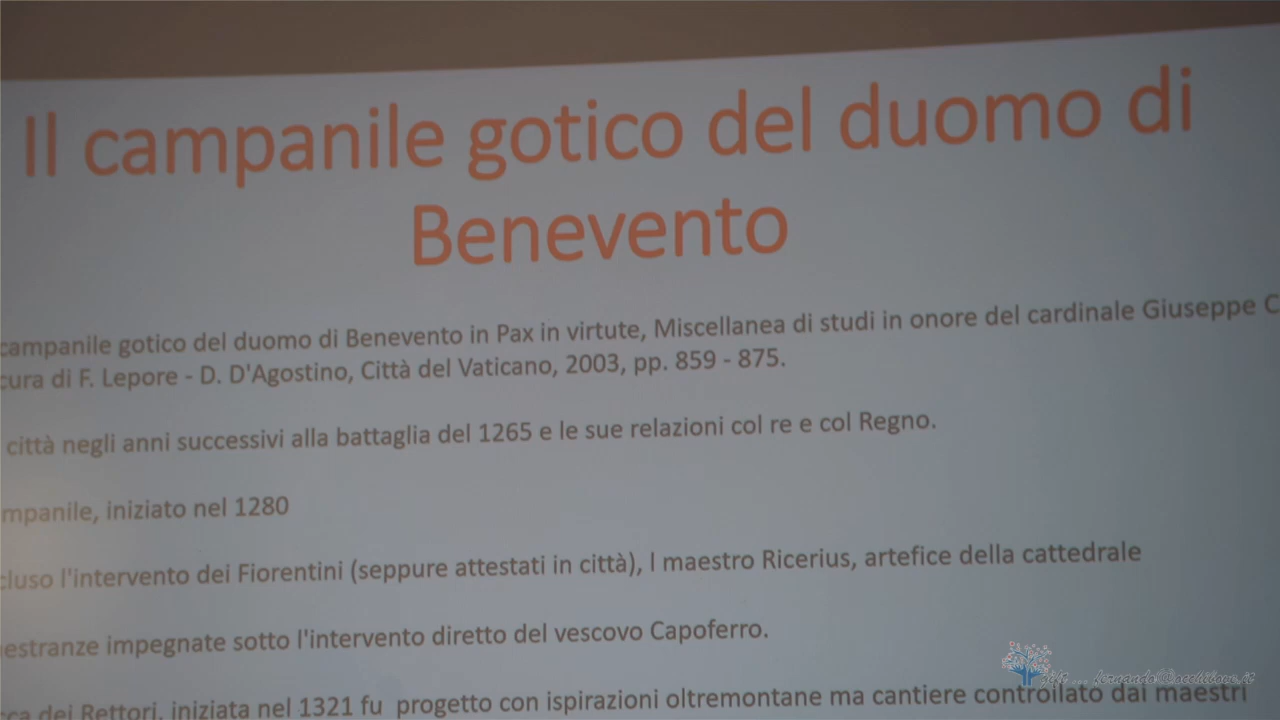 Il campanile gotico del duomo di
Benevento
campanile gotico del duomo di Benevento in Pax in virtute, Miscellanea di studi in onore del cardinale Giuseppe C
cura di F. Lepore - D. D'Agostino, Città del Vaticano, 2003, pp. 859 - 875.
città negli anni successivi alla battaglia del 1265 e le sue relazioni col re e col Regno.
mpanile, iniziato nel 1280
cluso l'intervento dei Fiorentini (seppure attestati in città), l maestro Ricerius, artefice della cattedrale
estranze impegnate sotto l'intervento diretto del vescovo Capoferro.
cca dei Rettori, iniziata nel 1321 fu progetto con ispirazioni oltremontane ma cantiere controllato dai maestri